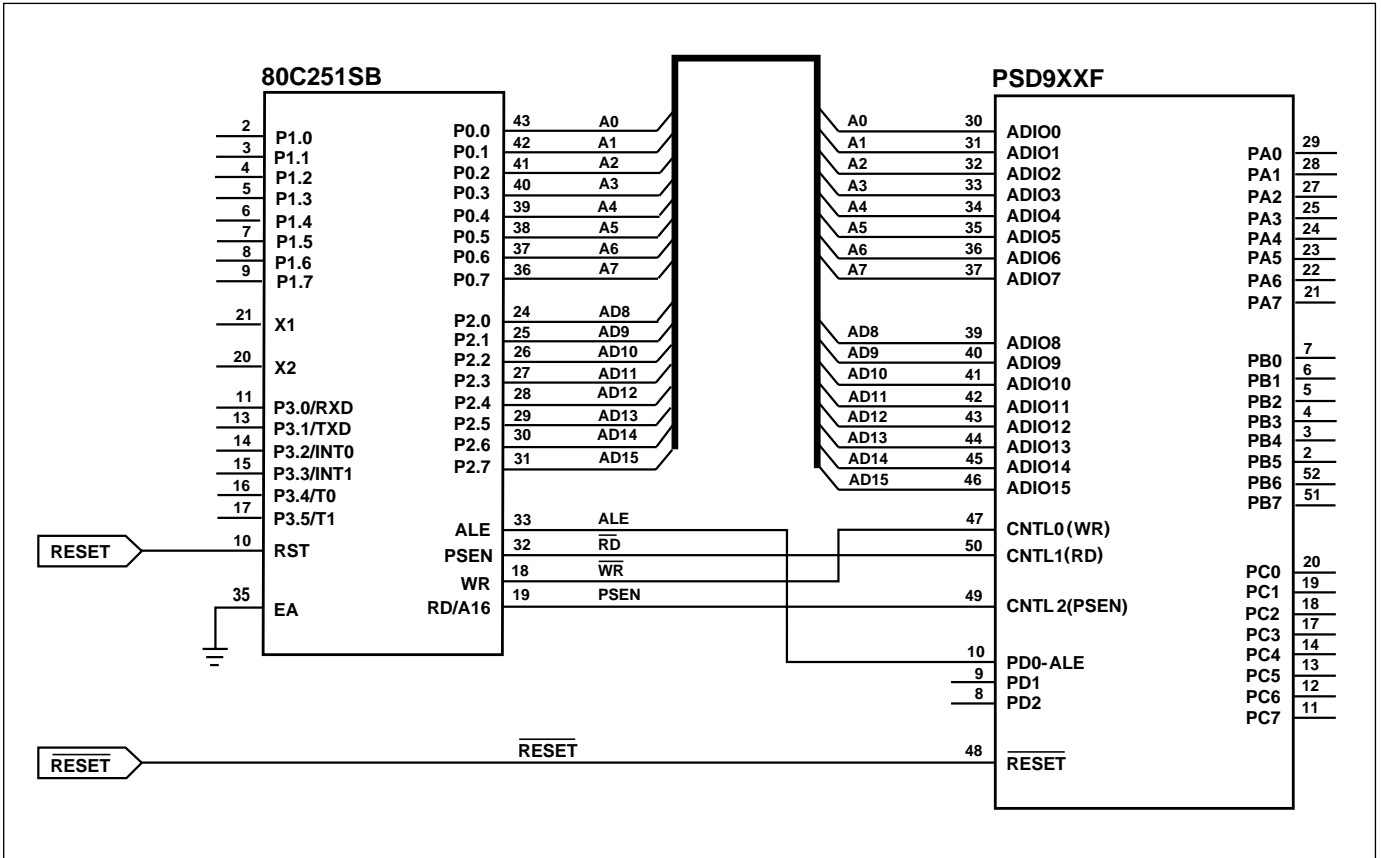 80C251SB
2 P1.0
3 P1.1
4 P1.2
5 P1.3
6 P1.4
7 P1.5
8 P1.6
9 P1.7
21 X1
20 X2
11 P3.0/RXD
13 P3.1/TXD
14 P3.2/INT0
15 P3.3/INT1
16 P3.4/T0
17 P3.5/T1
RESET 10 RST
35 EA
P0.0 43 A0
P0.1 42 A1
P0.2 41 A2
P0.3 40 A3
P0.4 39 A4
P0.5 38 A5
P0.6 37 A6
P0.7 36 A7
P2.0 24 AD8
P2.1 25 AD9
P2.2 26 AD10
P2.3 27 AD11
P2.4 28 AD12
P2.5 29 AD13
P2.6 30 AD14
P2.7 31 AD15
ALE 33 ALE
PSEN 32 RD
WR 18 WR
RD/A16 19 PSEN
PSD9XXF
A0 30 ADIO0
A1 31 ADIO1
A2 32 ADIO2
A3 33 ADIO3
A4 34 ADIO4
A5 35 ADIO5
A6 36 ADIO6
A7 37 ADIO7
AD8 39 ADIO8
AD9 40 ADIO9
AD10 41 ADIO10
AD11 42 ADIO11
AD12 43 ADIO12
AD13 44 ADIO13
AD14 45 ADIO14
AD15 46 ADIO15
47 CNTL0(WR)
50 CNTL1(RD)
49 CNTL 2(PSEN)
10 PD0-ALE
9 PD1
8 PD2
RESET RESET 48 RESET
PA0 29
PA1 28
PA2 27
PA3 25
PA4 24
PA5 23
PA6 22
PA7 21
PB0 7
PB1 6
PB2 5
PB3 4
PB4 3
PB5 2
PB6 52
PB7 51
PC0 20
PC1 19
PC2 18
PC3 17
PC4 14
PC5 13
PC6 12
PC7 11